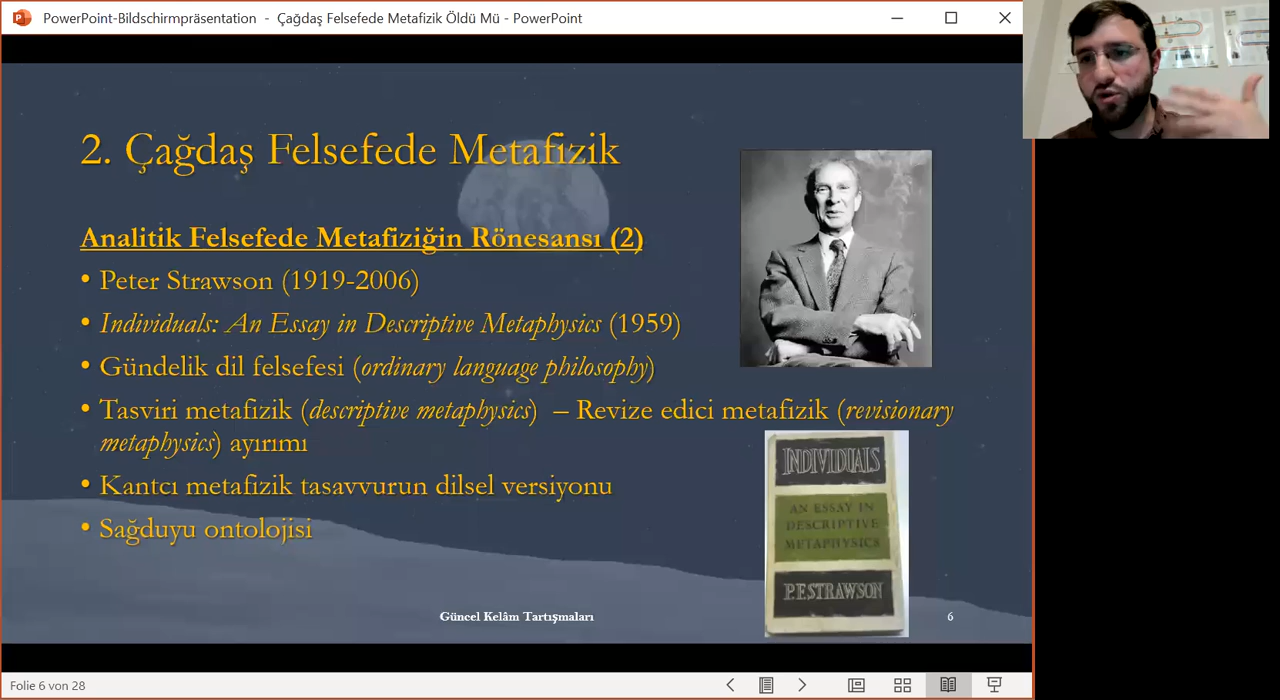 PowerPoint-Bildschirmpräsentation - Çağdaş Felsefede Metafizik Öldü Mü - PowerPoint
2. Çağdaş Felsefede Metafizik
Analitik Felsefede Metafiziğin Rönesansı (2)
• Peter Strawson (1919-2006)
• Individuals: An Essay in Descriptive Metaphysics (1959)
• Gündelik dil felsefesi (ordinary language philosophy)
• Tasviri metafizik (descriptive metaphysics) – Revize edici metafizik (revisionary
metaphysics) ayırımı
• Kantcı metafizik tasavvurun dilsel versiyonu
• Sağduyu ontolojisi
INDIVIDUALS
AN ESSAY IN
DESCRIPTIVE
METAPHYSICS
P.F.STRAWSON
Güncel Kelâm Tartışmaları
6
Folie 6 von 28